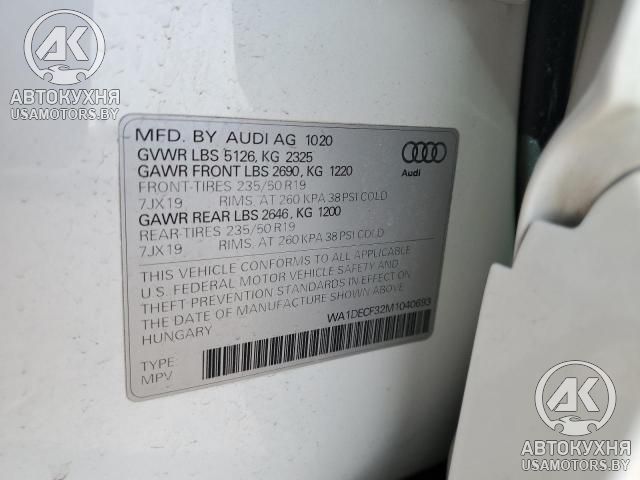 AK
АВТОКУХНЯ
USAMOTORS.BY
AK
АВТОКУХНЯ
USAMOTORS.BY
MFD. BY AUDI AG 1020
GVWR LBS 5126, KG 2325
GAWR FRONT LBS 2690, KG 1220
FRONT-TIRES 235/50 R19
7JX19 RIMS, AT 260 KPA 38 PSI COLD
GAWR REAR LBS 2646, KG 1200
REAR-TIRES 235/50 R19
7JX19 RIMS, AT 260 KPA 38 PSI COLD
Audi
THIS VEHICLE CONFORMS TO ALL APPLICABLE
U.S. FEDERAL MOTOR VEHICLE SAFETY AND
THEFT PREVENTION STANDARDS IN EFFECT ON
THE DATE OF MANUFACTURE SHOWN ABOVE.
HUNGARY
WA1DECF32M1040693
TYPE:
MPV
AK
АВТОКУХНЯ
USAMOTORS.BY